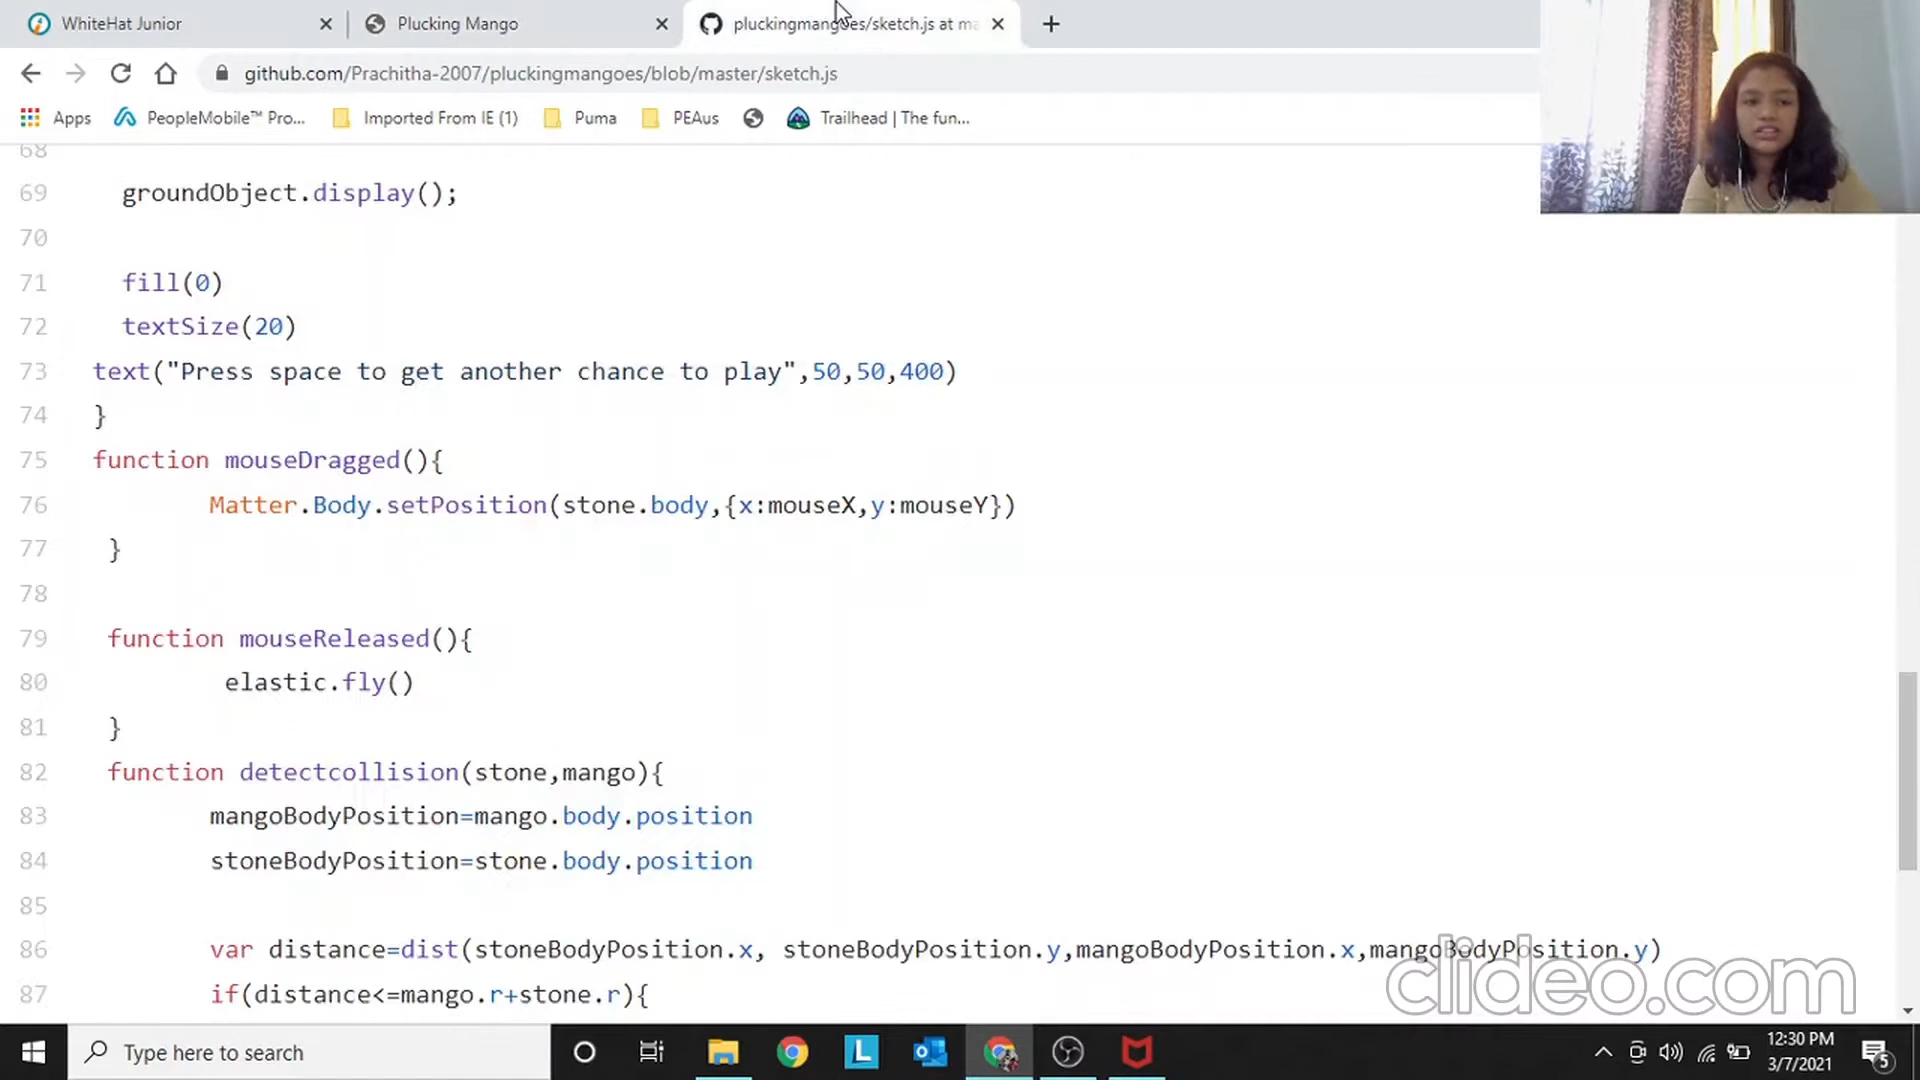 WhiteHat Junior
Plucking Mango
pluckingmangoes/sketch.js at ma
github.com/Prachitha-2007/pluckingmangoes/blob/master/sketch.js
Apps
PeopleMobile™ Pro...
Imported From IE (1)
Puma
PEAus
Trailhead | The fun...
68
69 groundObject.display();
70
71 fill(0)
72 textSize(20)
73 text("Press space to get another chance to play",50,50,400)
74 }
75 function mouseDragged(){
76 Matter.Body.setPosition(stone.body,{x:mouseX,y:mouseY})
77 }
78
79 function mouseReleased(){
80 elastic.fly()
81 }
82 function detectcollision(stone,mango){
83 mangoBodyPosition=mango.body.position
84 stoneBodyPosition=stone.body.position
85
86 var distance=dist(stoneBodyPosition.x, stoneBodyPosition.y,mangoBodyPosition.x,mangoBodyPosition.y)
87 if(distance<=mango.r+stone.r){
clideo.com
Type here to search
L
12:30 PM
3/7/2021
5